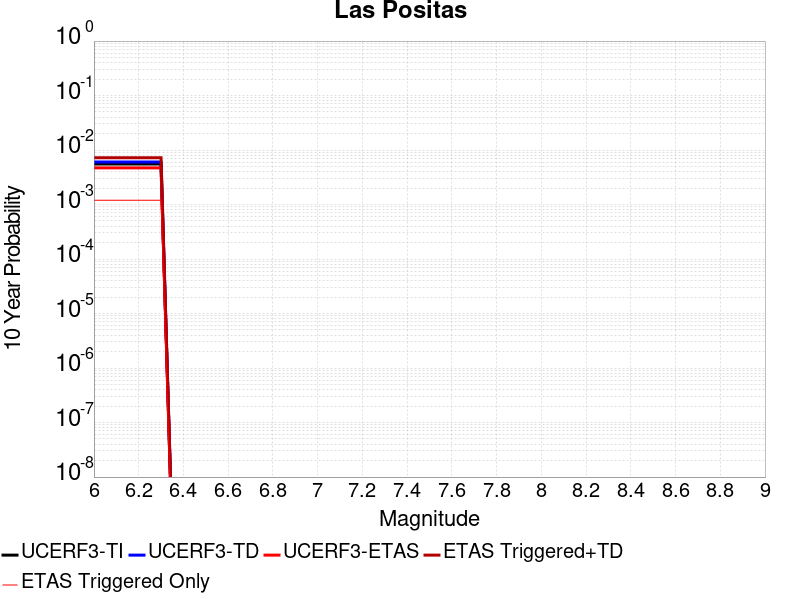 Las Positas
10^0
10^-1
10^-2
10^-3
10^-4
10^-5
10^-6
10^-7
10^-8
10 Year Probability
6 6.2 6.4 6.6 6.8 7 7.2 7.4 7.6 7.8 8 8.2 8.4 8.6 8.8 9
Magnitude
UCERF3-TI UCERF3-TD UCERF3-ETAS ETAS Triggered+TD
ETAS Triggered Only